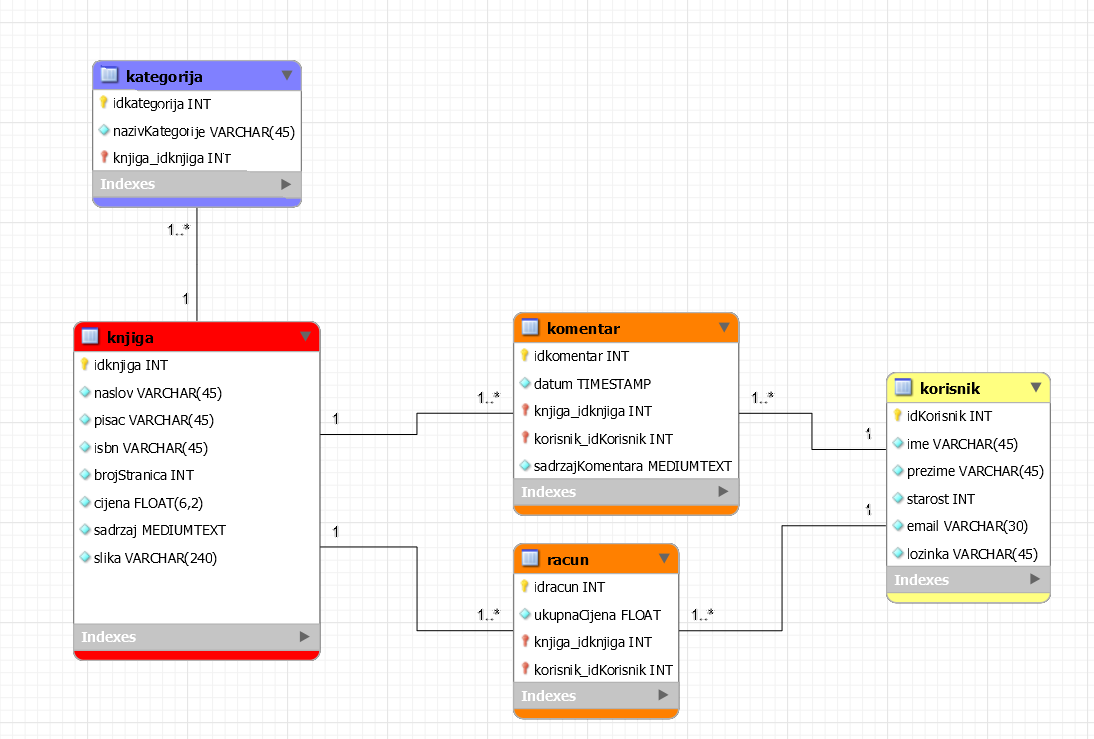 kategorija
idkategorija INT
nazivKategorije VARCHAR(45)
knjiga_idknjiga INT
Indexes
1..*
1
knjiga
idknjiga INT
naslov VARCHAR(45)
pisac VARCHAR(45)
isbn VARCHAR(45)
brojStranica INT
cijena FLOAT(6,2)
sadrzaj MEDIUMTEXT
slika VARCHAR(240)
Indexes
1
1..*
1
1..*
komentar
idkomentar INT
datum TIMESTAMP
knjiga_idknjiga INT
korisnik_idKorisnik INT
sadrzajKomentara MEDIUMTEXT
Indexes
1..*
1
racun
idracun INT
ukupnaCijena FLOAT
knjiga_idknjiga INT
korisnik_idKorisnik INT
Indexes
1..*
1
korisnik
idKorisnik INT
ime VARCHAR(45)
prezime VARCHAR(45)
starost INT
email VARCHAR(30)
lozinka VARCHAR(45)
Indexes